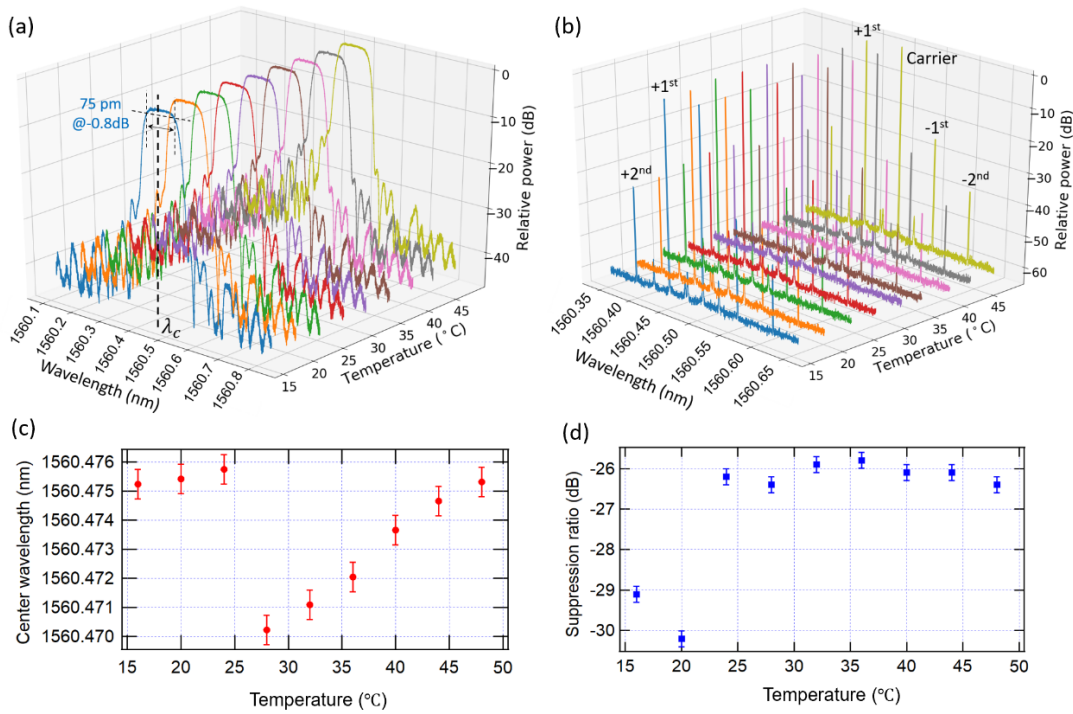 (a)
75 pm
@-0.8dB
λc
0
10
20
30
40
Relative power (dB)
1560.1
1560.2
1560.3
1560.4
1560.5
1560.6
1560.7
1560.8
Wavelength (nm)
15
20
25
30
35
40
45
Temperature (°C)
(b)
+1st
Carrier
+1st
-1st
+2nd
-2nd
0
10
20
30
40
50
60
Relative power (dB)
1560.35
1560.40
1560.45
1560.50
1560.55
1560.60
1560.65
Wavelength (nm)
15
20
25
30
35
40
45
Temperature (°C)
(c)
1560.476
1560.475
1560.474
1560.473
1560.472
1560.471
1560.470
Center wavelength (nm)
15 20 25 30 35 40 45 50
Temperature (℃)
(d)
-26
-27
-28
-29
-30
Suppression ratio (dB)
15 20 25 30 35 40 45 50
Temperature (℃)